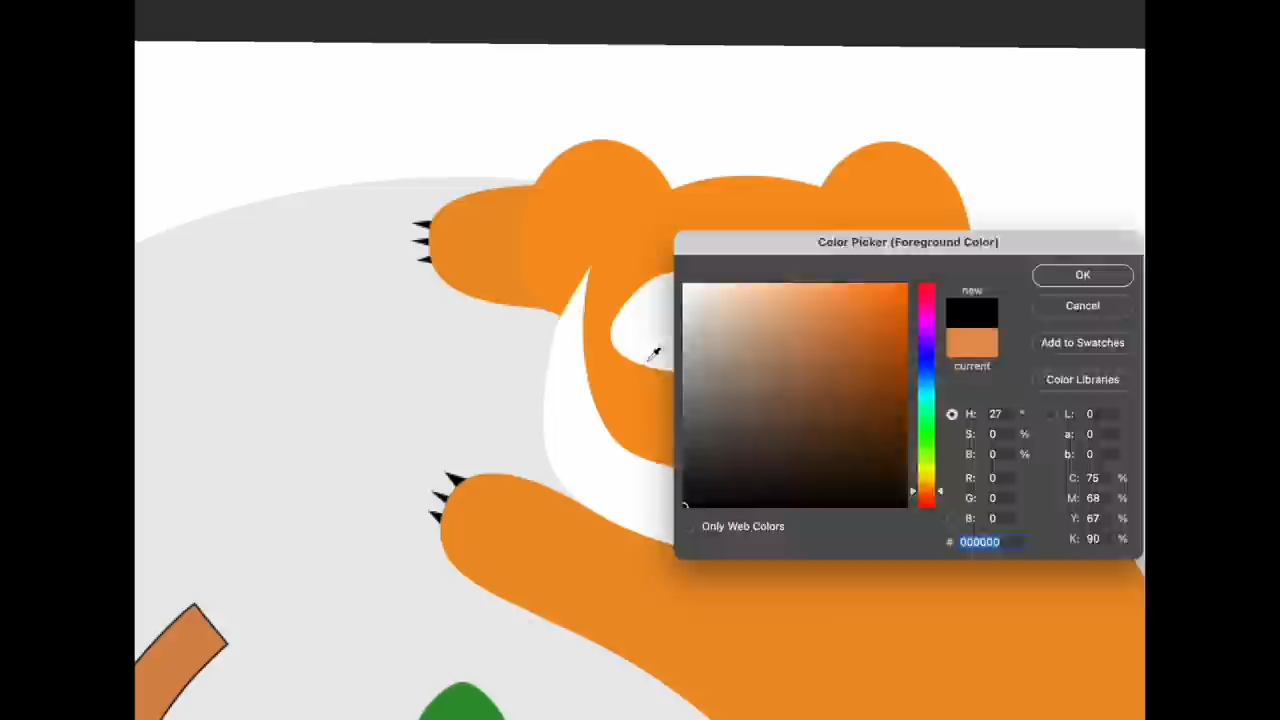 Color Picker (Foreground Color)
OK
new
Cancel
Add to Swatches
current
Color Libraries
H: 27 ° L: 0
S: 0 % a: 0
B: 0 % b: 0
R: 0 C: 75 %
G: 0 M: 68 %
B: 0 Y: 67 %
Only Web Colors
# 000000 K: 90 %